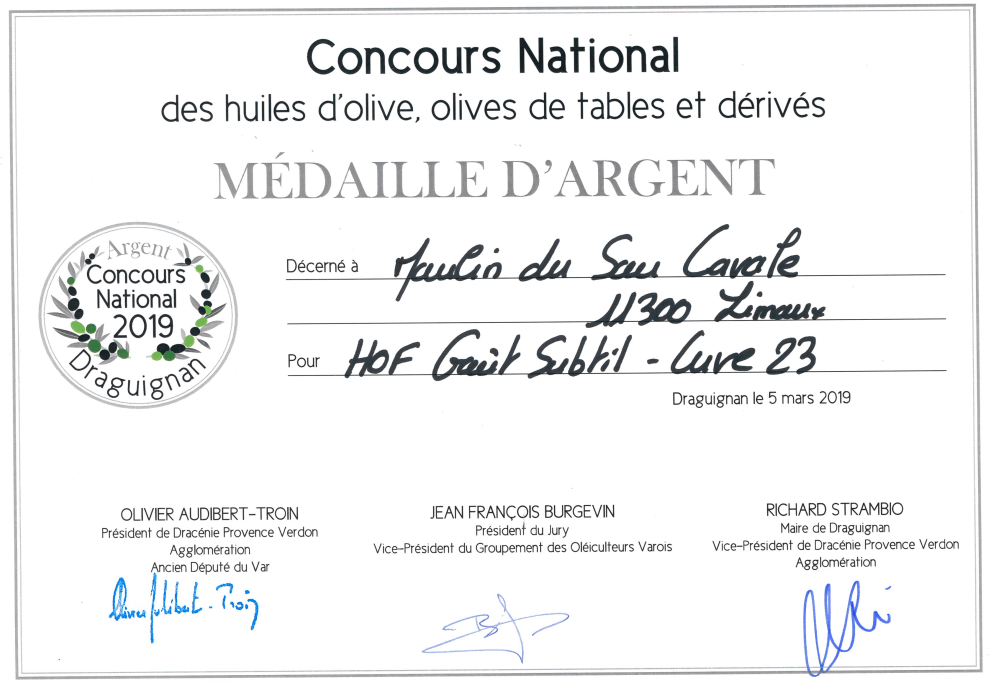 Concours National
des huiles d'olive, olives de tables et dérivés
MÉDAILLE D'ARGENT
Argent
Concours
National
2019
Draguignan
Décerné à Moulin du Sou Cavale
11300 Limoux
Pour HOF Goût Subtil - Cuve 23
Draguignan le 5 mars 2019
OLIVIER AUDIBERT-TROIN
Président de Dracénie Provence Verdon
Agglomération
Ancien Député du Var
Olivier Audibert-Troin
JEAN FRANÇOIS BURGEVIN
Président du Jury
Vice-Président du Groupement des Oléiculteurs Varois
RICHARD STRAMBIO
Maire de Draguignan
Vice-Président de Dracénie Provence Verdon
Agglomération